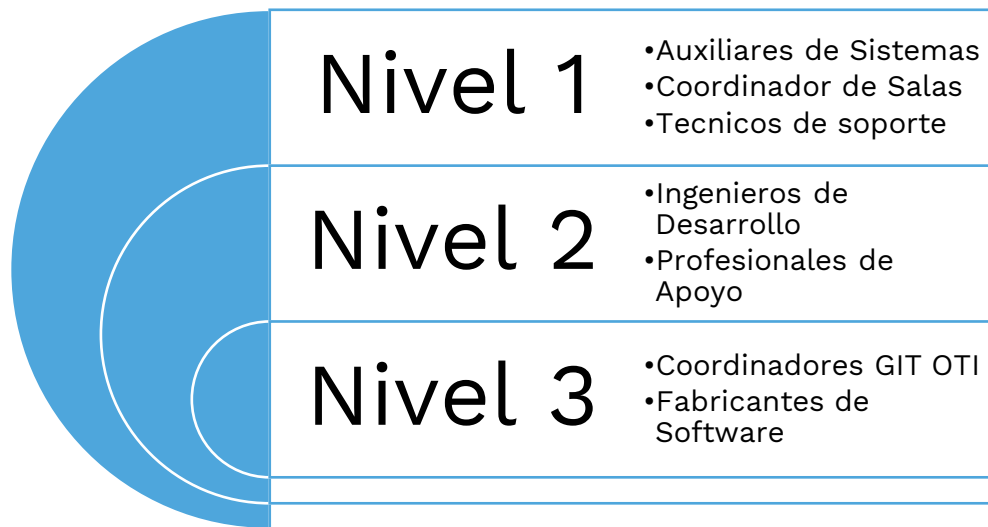 Nivel 1
•Auxiliares de Sistemas
•Coordinador de Salas
•Tecnicos de soporte
Nivel 2
•Ingenieros de
Desarrollo
•Profesionales de
Apoyo
Nivel 3
•Coordinadores GIT OTI
•Fabricantes de
Software